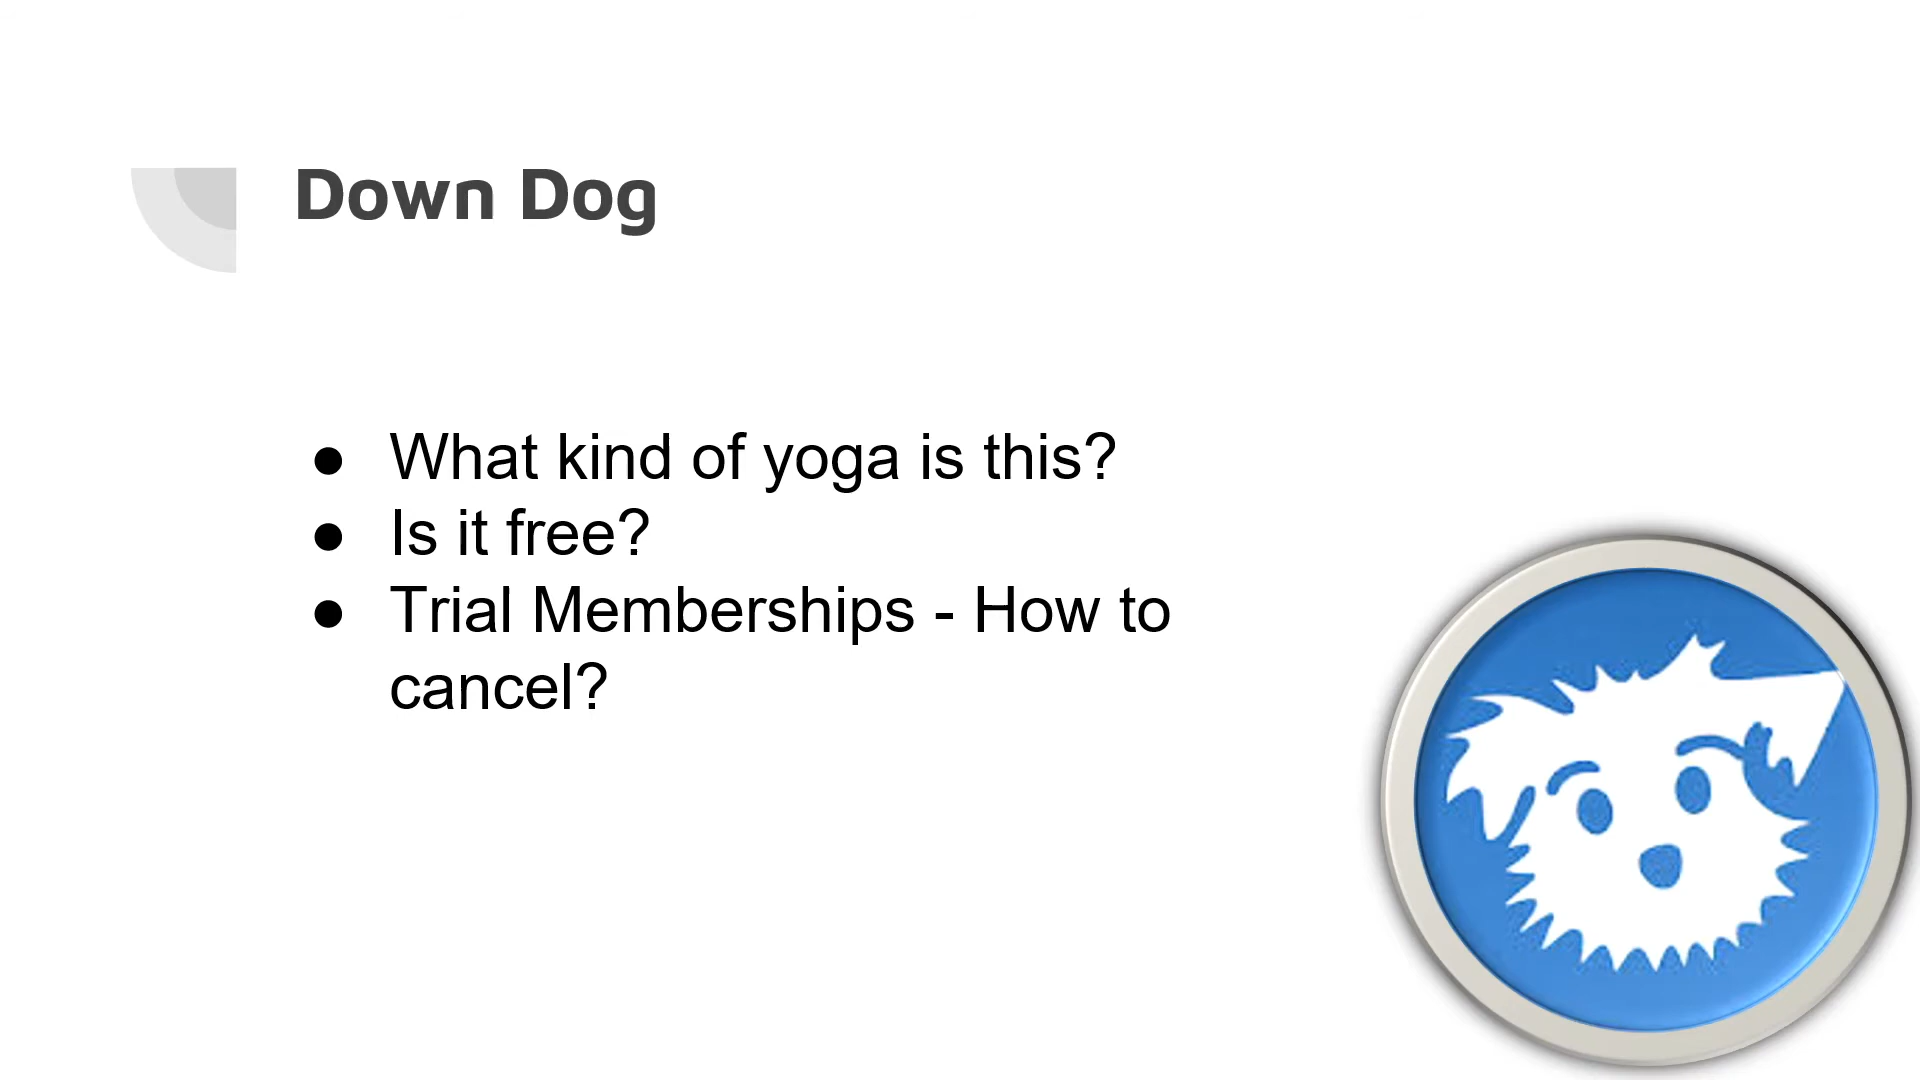 Down Dog
● What kind of yoga is this?
● Is it free?
● Trial Memberships - How to
cancel?